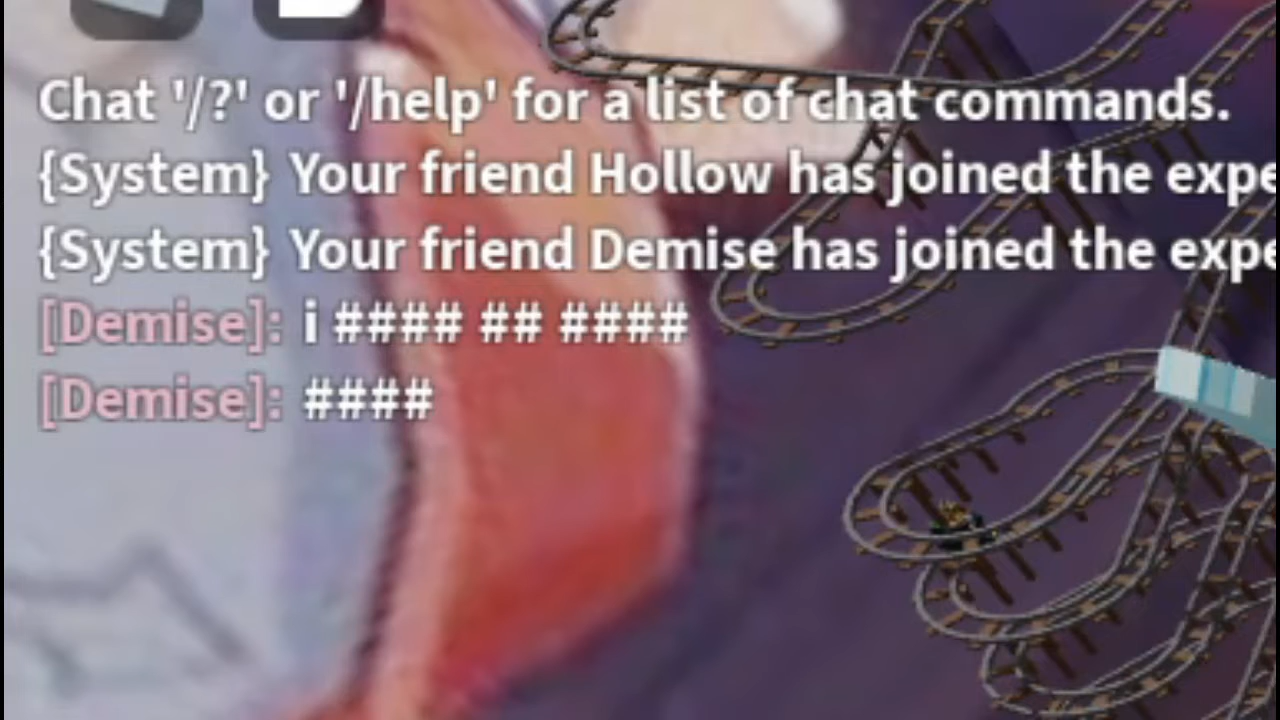 Chat '/?' or '/help' for a list of chat commands.
{System} Your friend Hollow has joined the expe
{System} Your friend Demise has joined the expe
[Demise]: i #### ## ####
[Demise]: ####